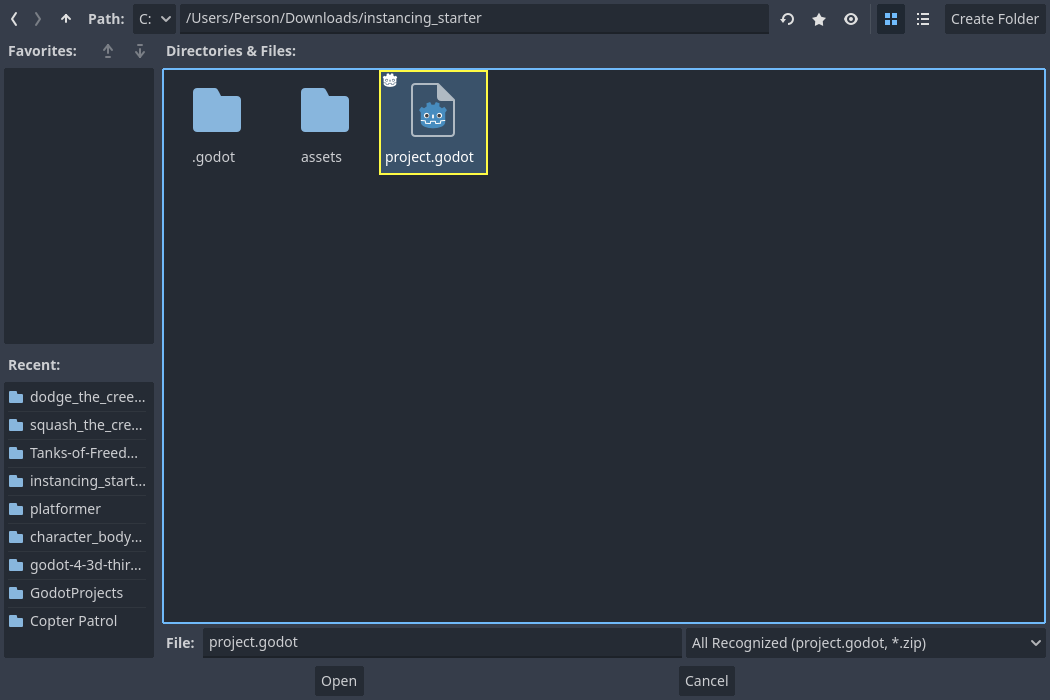 Path: C: /Users/Person/Downloads/instancing_starter Create Folder
Favorites:
Directories & Files:
.godot assets project.godot
Recent:
dodge_the_cree...
squash_the_cre...
Tanks-of-Freed...
instancing_start...
platformer
character_body...
godot-4-3d-thir...
GodotProjects
Copter Patrol
File: project.godot All Recognized (project.godot, *.zip)
Open Cancel